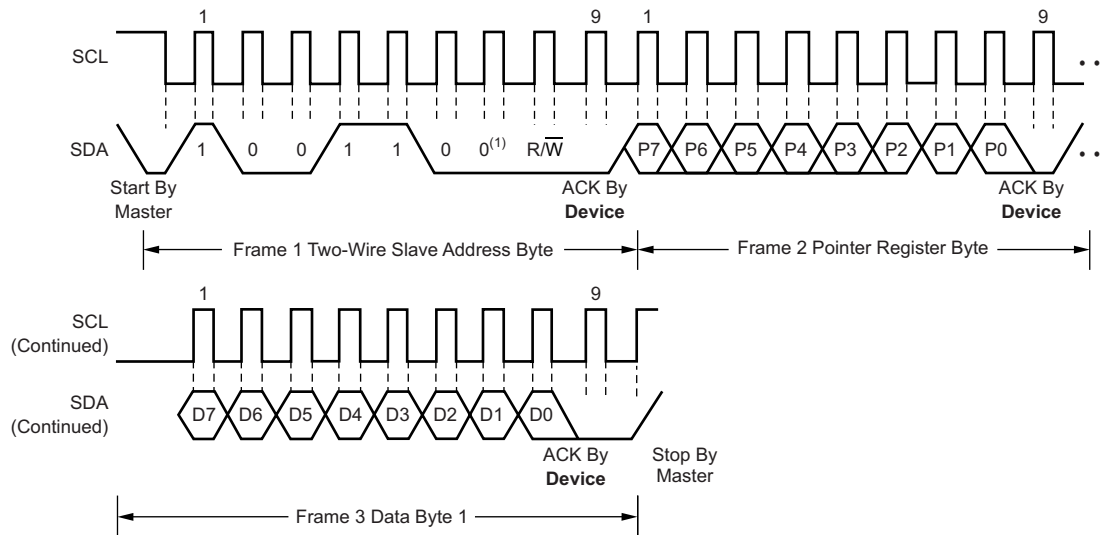 1 9 1 9
SCL
SDA 1 0 0 1 1 0 0(1) R/W̅ P7 P6 P5 P4 P3 P2 P1 P0
Start By ACK By ACK By
Master Device Device
Frame 1 Two-Wire Slave Address Byte Frame 2 Pointer Register Byte
1 9
SCL
(Continued)
SDA D7 D6 D5 D4 D3 D2 D1 D0
(Continued)
ACK By Stop By
Device Master
Frame 3 Data Byte 1